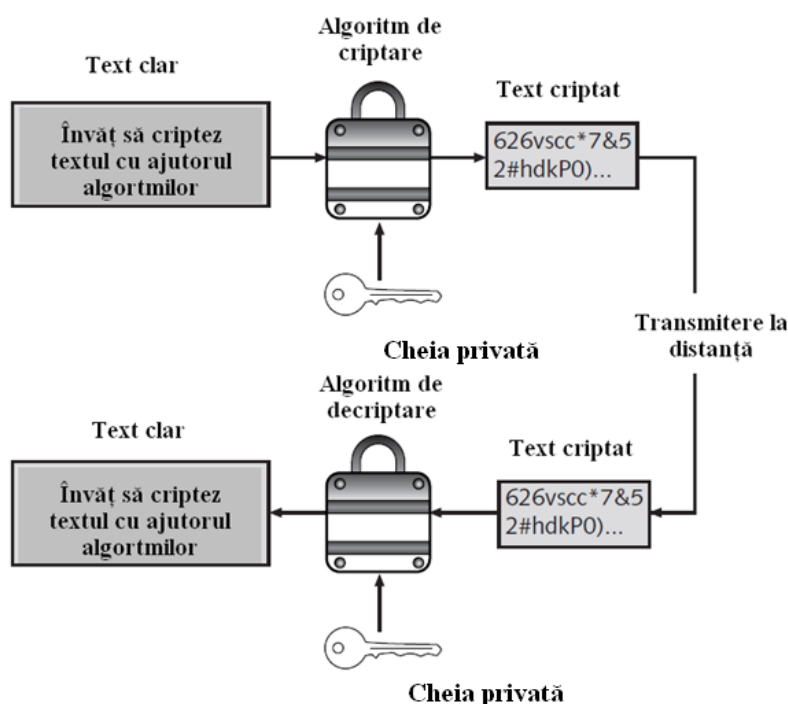 Algoritm de
criptare
Text clar
Text criptat
Învăț să criptez
textul cu ajutorul
algortmilor
626vscc*7&5
2#hdkP0)...
Transmitere la
distanță
Cheia privată
Algoritm de
decriptare
Text clar
Text criptat
Învăț să criptez
textul cu ajutorul
algortmilor
626vscc*7&5
2#hdkP0)...
Cheia privată